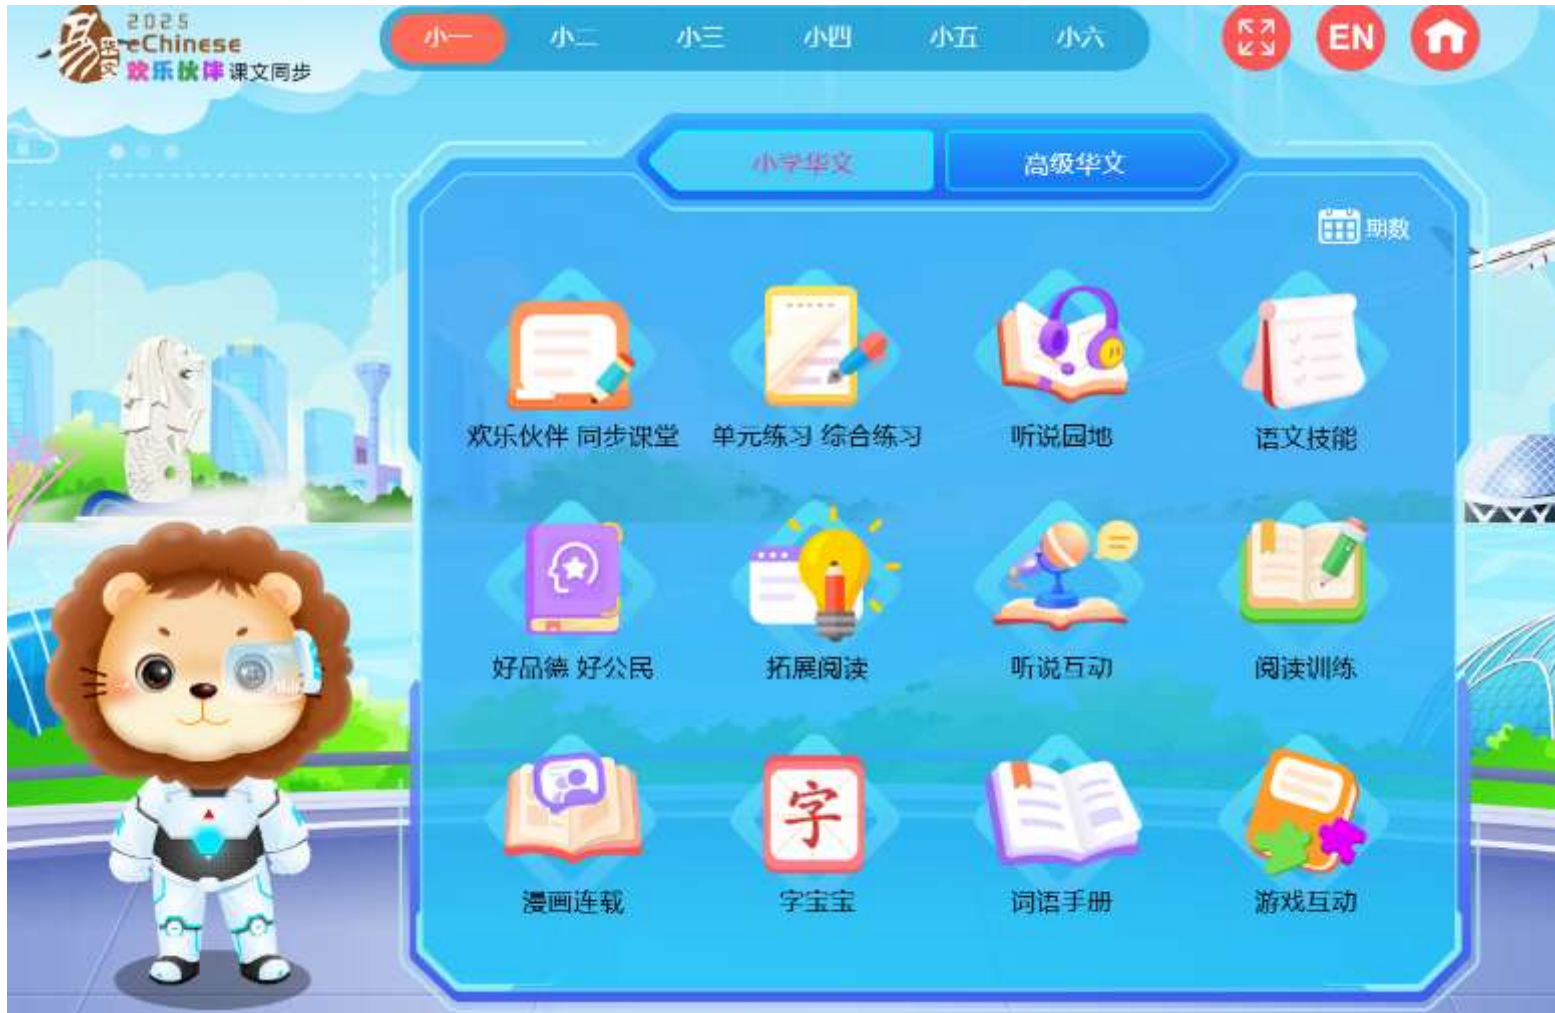 2025
易
华文
eChinese
欢乐伙伴 课文同步
小一 小二 小三 小四 小五 小六
EN
小学华文 高级华文
期数
欢乐伙伴 同步课堂 单元练习 综合练习 听说园地 语文技能
好品德 好公民 拓展阅读 听说互动 阅读训练
字
漫画连载 字宝宝 词语手册 游戏互动